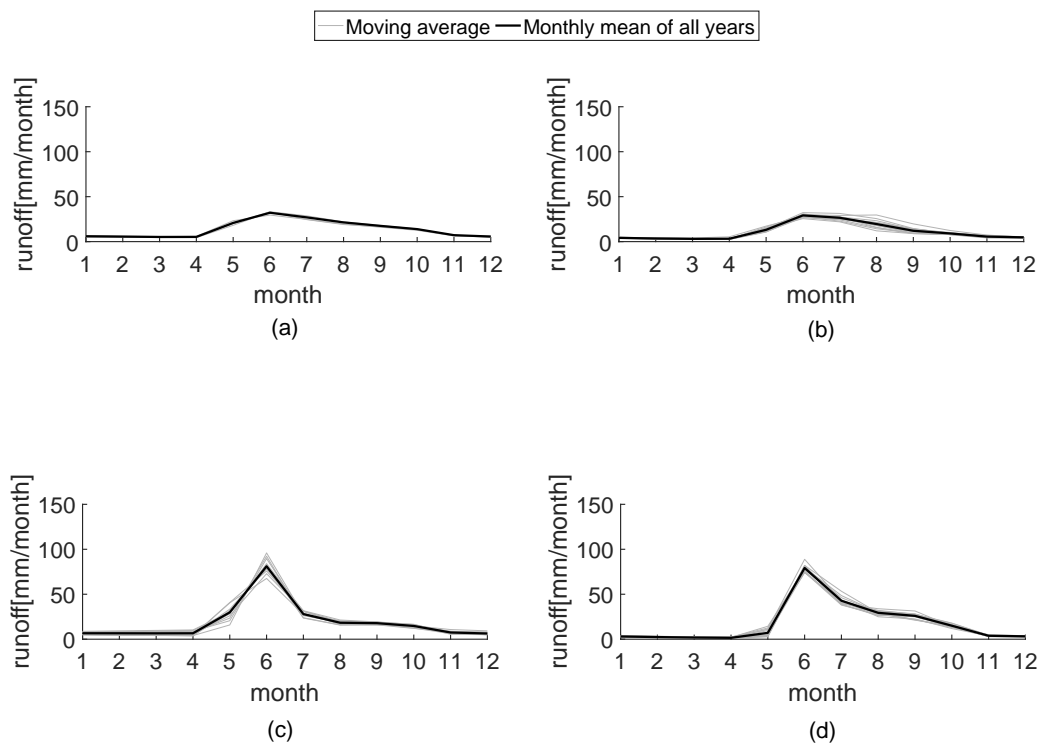 Moving average Monthly mean of all years
runoff[mm/month]
150
100
50
0
1 2 3 4 5 6 7 8 9 10 11 12
month
(a)
runoff[mm/month]
150
100
50
0
1 2 3 4 5 6 7 8 9 10 11 12
month
(b)
runoff[mm/month]
150
100
50
0
1 2 3 4 5 6 7 8 9 10 11 12
month
(c)
runoff[mm/month]
150
100
50
0
1 2 3 4 5 6 7 8 9 10 11 12
month
(d)